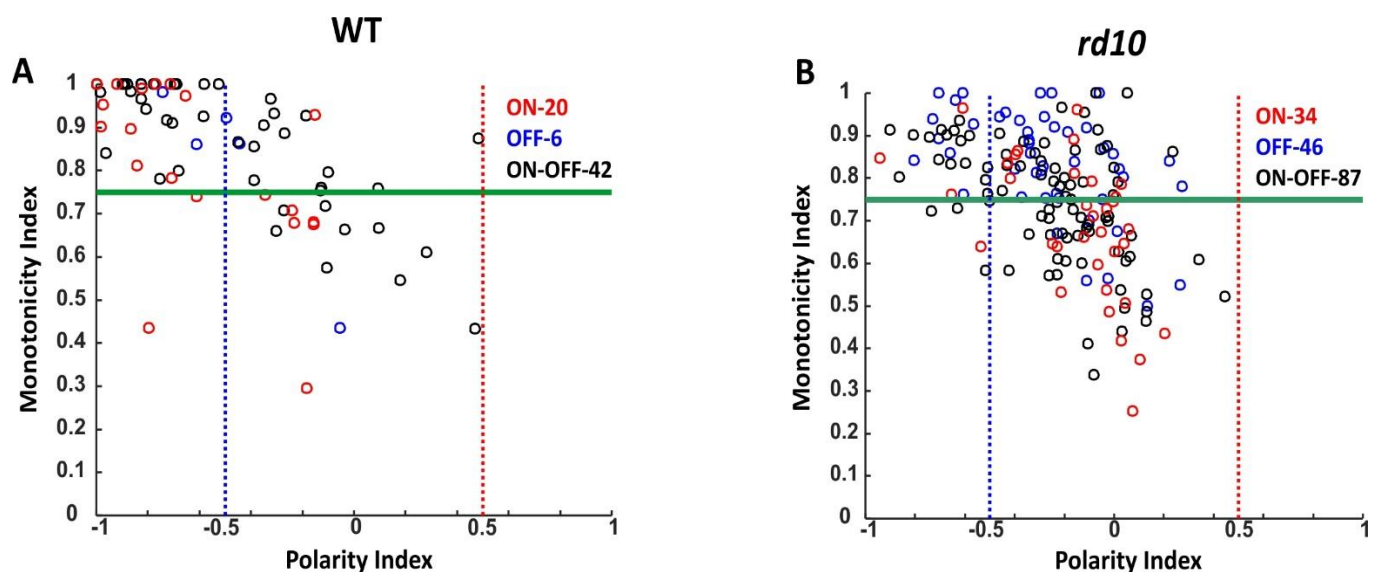 WT
A
Monotonicity Index
1
0.9
0.8
0.7
0.6
0.5
0.4
0.3
0.2
0.1
0
-1
-0.5
0
0.5
1
Polarity Index
ON-20
OFF-6
ON-OFF-42
rd10
B
Monotonicity Index
1
0.9
0.8
0.7
0.6
0.5
0.4
0.3
0.2
0.1
0
-1
-0.5
0
0.5
1
Polarity Index
ON-34
OFF-46
ON-OFF-87